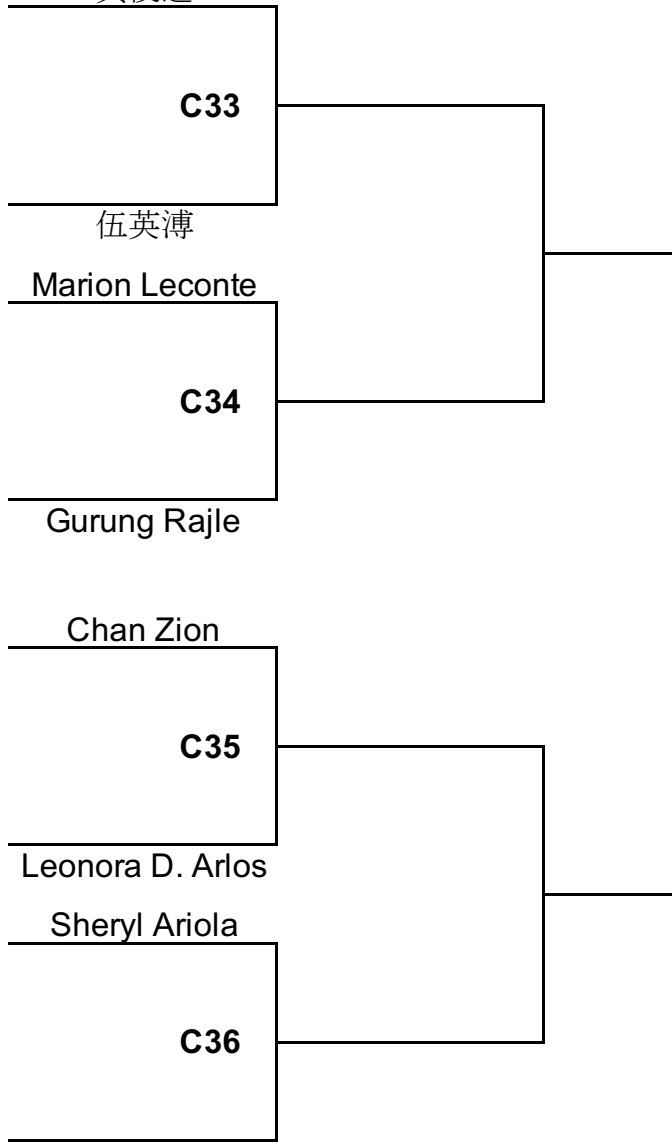 C33
伍英溥
Marion Leconte
C34
Gurung Rajle
Chan Zion
C35
Leonora D. Arlos
Sheryl Ariola
C36